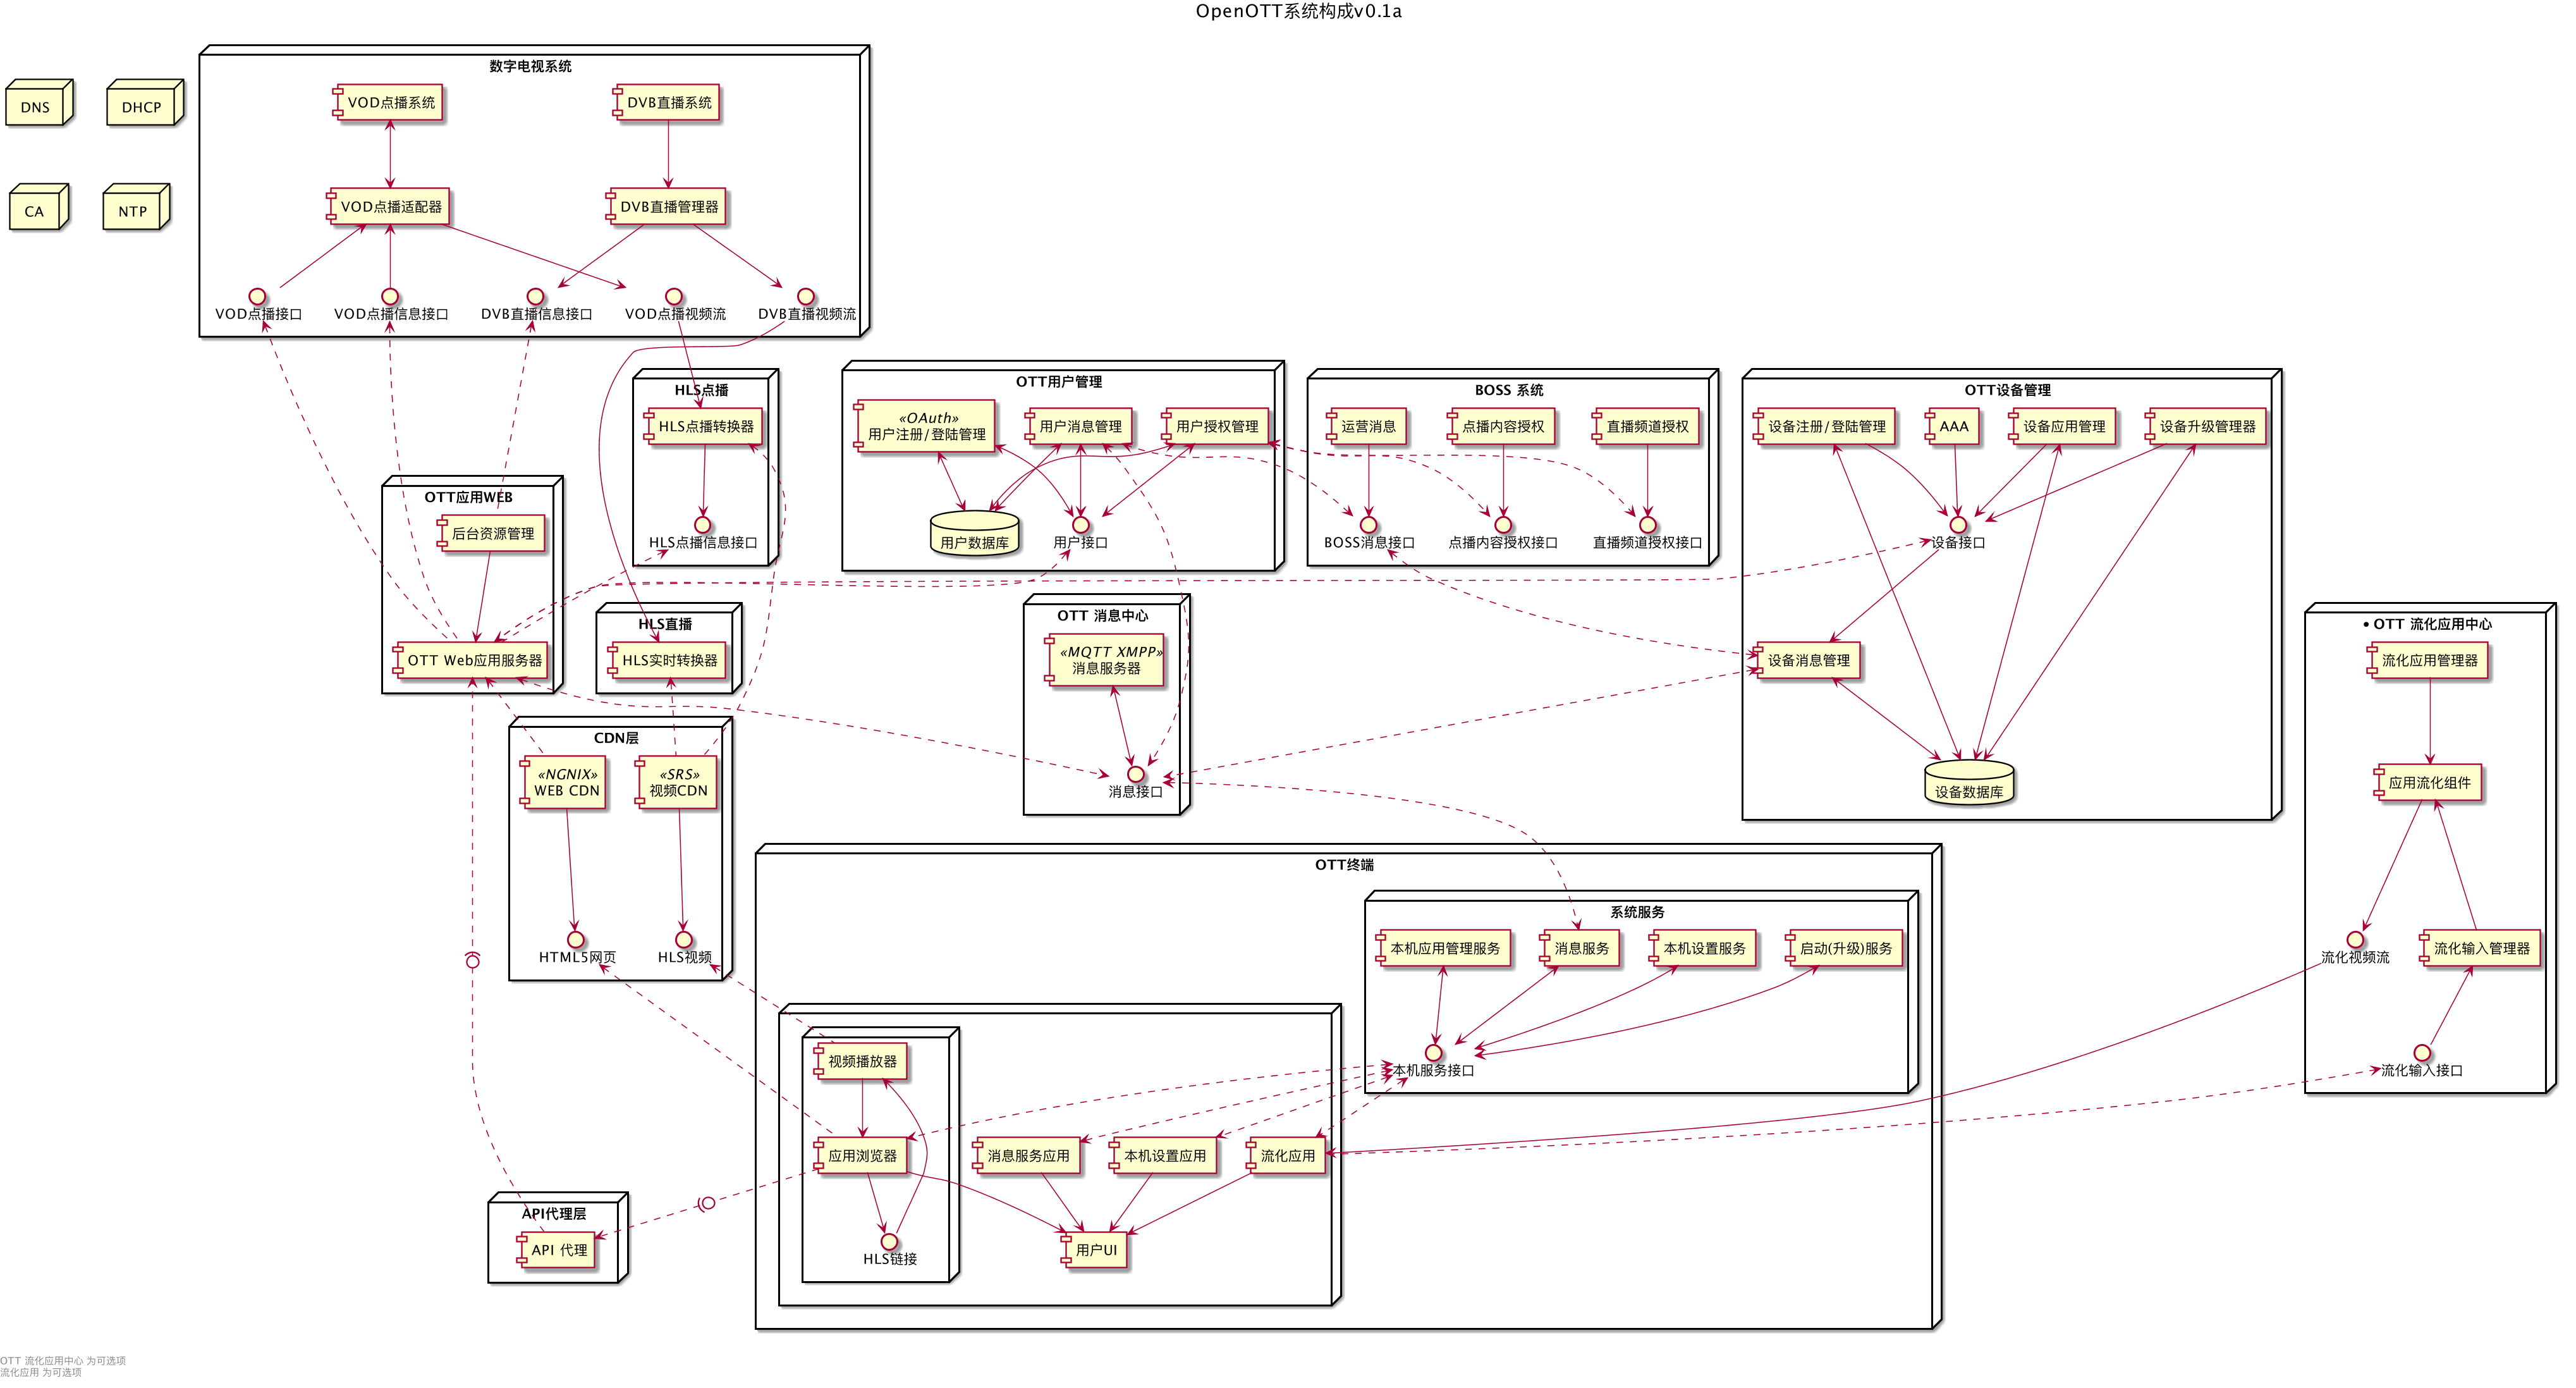 OpenOTT系统构成v0.1a
数字电视系统
DNS
DHCP
VOD点播系统
DVB直播系统
CA
NTP
VOD点播适配器
DVB直播管理器
VOD点播接口
VOD点播信息接口
DVB直播信息接口
VOD点播视频流
DVB直播视频流
HLS点播
HLS点播转换器
HLS点播信息接口
OTT用户管理
«OAuth»
用户注册/登陆管理
用户消息管理
用户授权管理
用户数据库
用户接口
BOSS 系统
运营消息
点播内容授权
直播频道授权
BOSS消息接口
点播内容授权接口
直播频道授权接口
OTT设备管理
设备注册/登陆管理
AAA
设备应用管理
设备升级管理器
设备接口
设备消息管理
设备数据库
OTT应用WEB
后台资源管理
OTT Web应用服务器
HLS直播
HLS实时转换器
OTT 消息中心
«MQTT XMPP»
消息服务器
消息接口
• OTT 流化应用中心
流化应用管理器
应用流化组件
流化视频流
流化输入管理器
流化输入接口
CDN层
«NGNIX»
WEB CDN
«SRS»
视频CDN
HTML5网页
HLS视频
OTT终端
系统服务
本机应用管理服务
消息服务
本机设置服务
启动(升级)服务
本机服务接口
视频播放器
应用浏览器
消息服务应用
本机设置应用
流化应用
HLS链接
用户UI
API代理层
API 代理
OTT 流化应用中心 为可选项
流化应用 为可选项